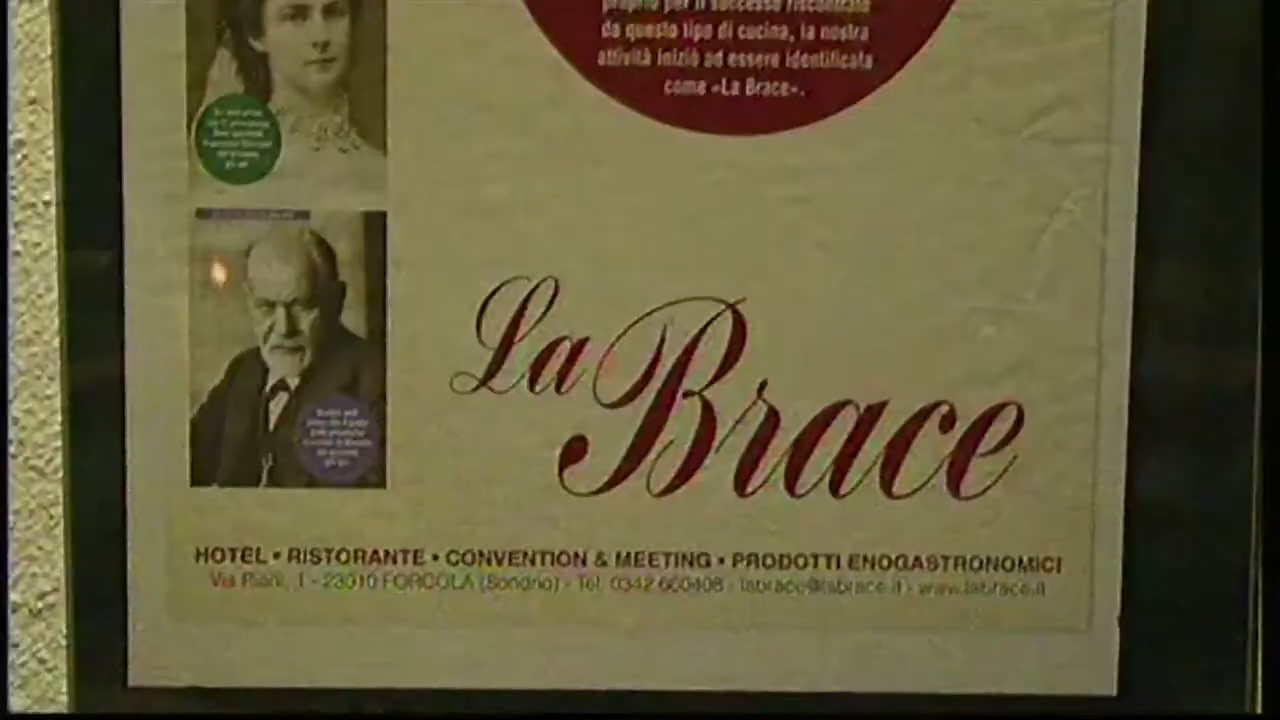 proprio per il successo riscontrato
da questo tipo di cucina, la nostra
attività iniziò ad essere identificata
come «La Brace».
La Brace
HOTEL • RISTORANTE • CONVENTION & MEETING • PRODOTTI ENOGASTRONOMICI
Via Piani, 1 - 23010 FORCOLA (Sondrio) - Tel. 0342 660408 - labrace@labrace.it - www.labrace.it